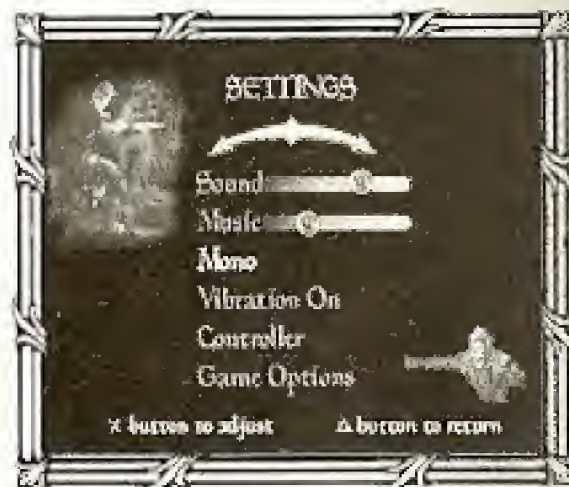 SETTINGS
Sound
Music
Mono
Vibration On
Controller
Game Options
× button to adjust
△ button to return